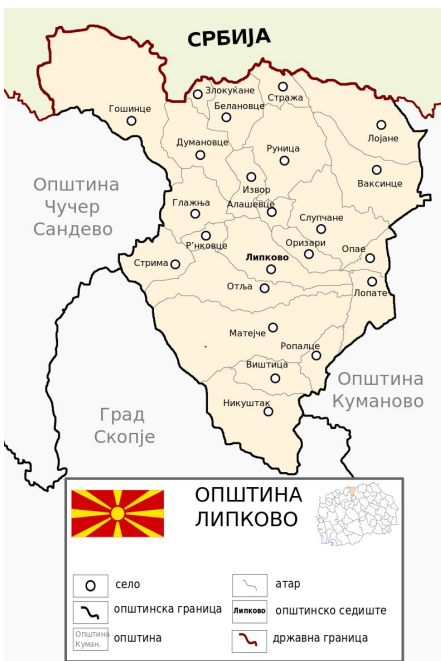 СРБИЈА
Злокуќане
Стража
Белановце
Гошинце
Лојане
Думановце
Руница
Ваксинце
Извор
Општина
Чучер
Сандево
Глажња
Алашевце
Слупчане
Р'нковце
Оризари
Опае
Стрима
Липково
Отља
Лопате
Матејче
Ропалце
Виштица
Општина
Куманово
Никуштак
Град
Скопје
ОПШТИНА
ЛИПКОВО
село
атар
општинска граница
Липково
општинско седиште
Општина
Куман.
општина
државна граница